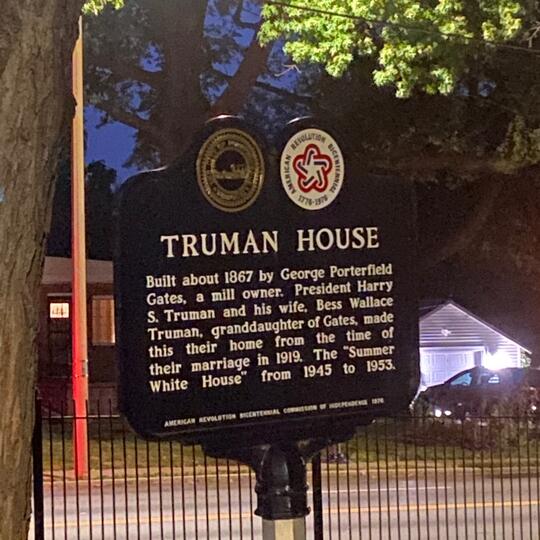 AMERICAN REVOLUTION BICENTENNIAL
1776-1976
TRUMAN HOUSE
Built about 1867 by George Porterfield
Gates, a mill owner. President Harry
S. Truman and his wife, Bess Wallace
Truman, granddaughter of Gates, made
this their home from the time of
their marriage in 1919. The "Summer
White House" from 1945 to 1953.
AMERICAN REVOLUTION BICENTENNIAL COMMISSION OF INDEPENDENCE 1976